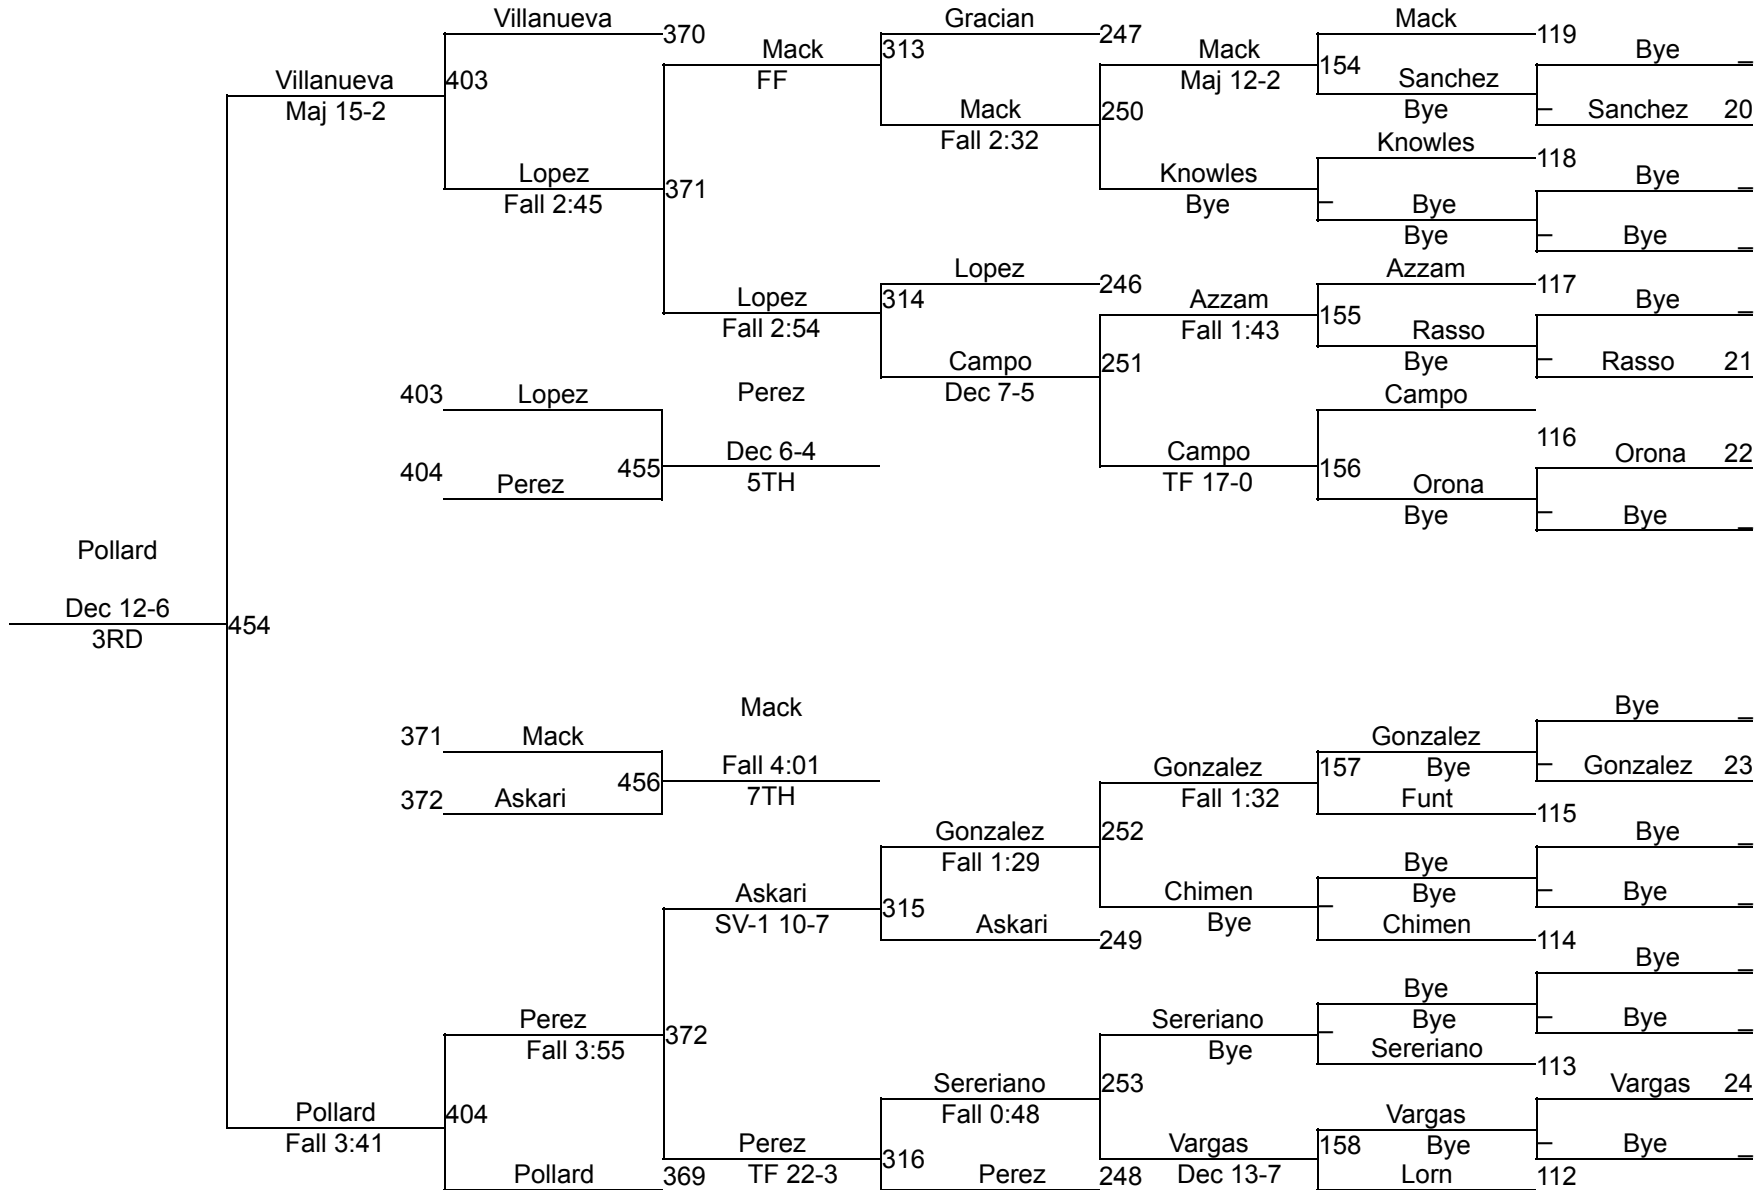 Villanueva Gracian Mack
370 247 119
Mack 313 Mack Bye _
FF Maj 12-2 154
Villanueva 403 Sanchez
Maj 15-2 Mack 250 Bye – Sanchez 20
Fall 2:32
Knowles
118
Lopez 371 Knowles Bye _
Fall 2:45 Bye – Bye
Bye – Bye _
Lopez Azzam
246 117
Lopez 314 Azzam Bye _
Fall 2:54 Fall 1:43 155 Rasso
Campo 251 Bye – Rasso 21
403 Lopez Perez Dec 7-5 Campo
116
Dec 6-4 Campo Orona 22
404 Perez 455 5TH TF 17-0 156 Orona
Bye – Bye _
Pollard
Dec 12-6
3RD 454
Mack Bye _
371 Mack Gonzalez
Fall 4:01 Gonzalez 157 Bye – Gonzalez 23
372 Askari 456 7TH Fall 1:32 Funt
115
Gonzalez 252 Bye _
Fall 1:29
Bye
Askari 315 Chimen – Bye – Bye _
SV-1 10-7 Askari Bye Chimen
249 114
Bye _
Bye
Perez 372 Sereriano – Bye – Bye _
Fall 3:55 Bye Sereriano
113
Sereriano 253 Vargas 24
Fall 0:48
Pollard 404 Vargas
Fall 3:41 Perez 316 Vargas 158 Bye – Bye _
Pollard 369 TF 22-3 Perez 248 Dec 13-7 Lorn 112